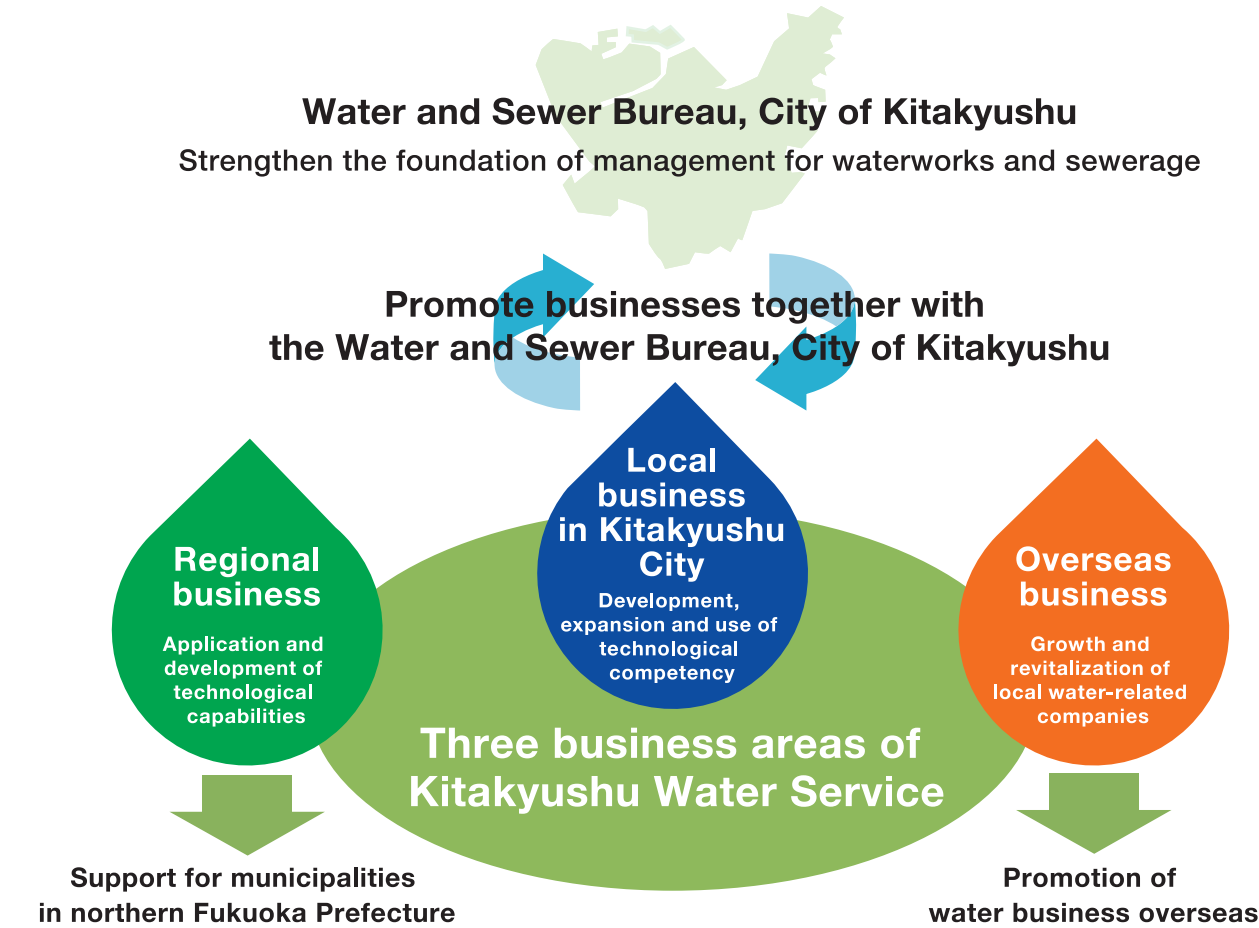 Water and Sewer Bureau, City of Kitakyushu
Strengthen the foundation of management for waterworks and sewerage
Promote businesses together with
the Water and Sewer Bureau, City of Kitakyushu
Regional
business
Application and
development of
technological
capabilities
Local
business
in Kitakyushu
City
Development,
expansion and use of
technological
competency
Overseas
business
Growth and
revitalization of
local water-related
companies
Three business areas of
Kitakyushu Water Service
Support for municipalities
in northern Fukuoka Prefecture
Promotion of
water business overseas